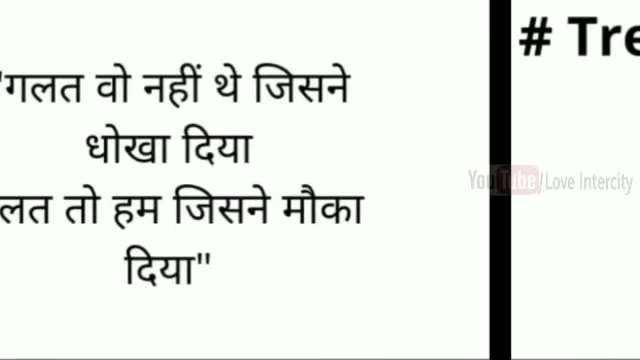 "गलत वो नहीं थे जिसने
धोखा दिया
लत तो हम जिसने मौका
दिया"
# Tre
YouTube/Love Intercity